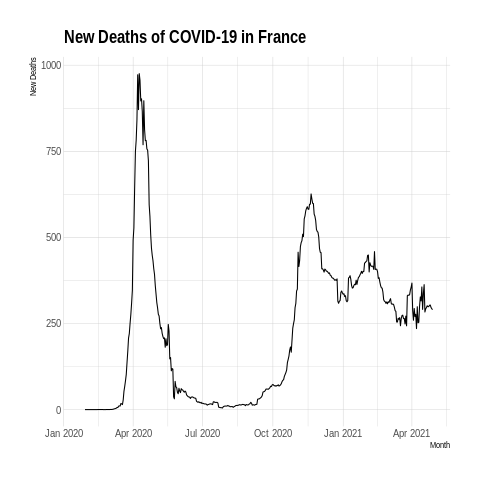 New Deaths of COVID-19 in France
New Deaths
1000
750
500
250
0
Jan 2020 Apr 2020 Jul 2020 Oct 2020 Jan 2021 Apr 2021
Month